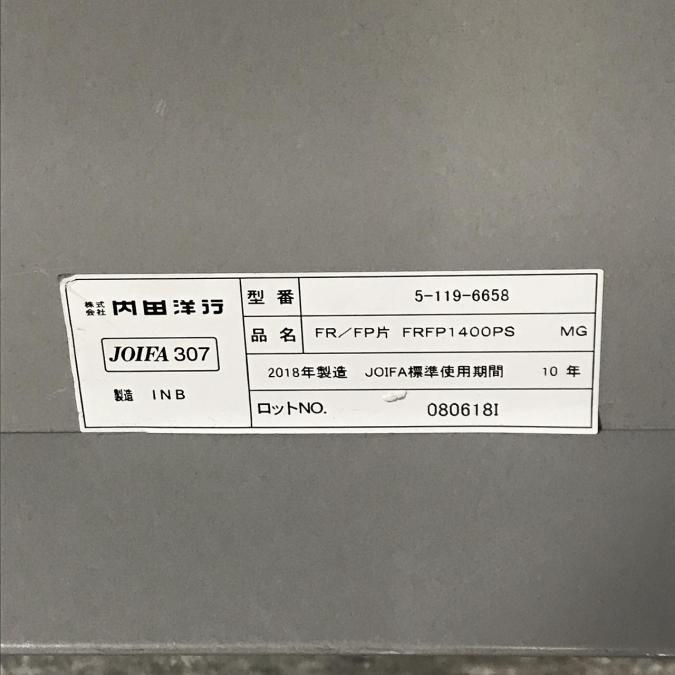 株式会社 内田洋行
JOIFA 307
製造 INB
型番 5-119-6658
品名 FR／FP片 FRFP1400PS MG
2018年製造 JOIFA標準使用期間 10年
ロットNO. 080618I